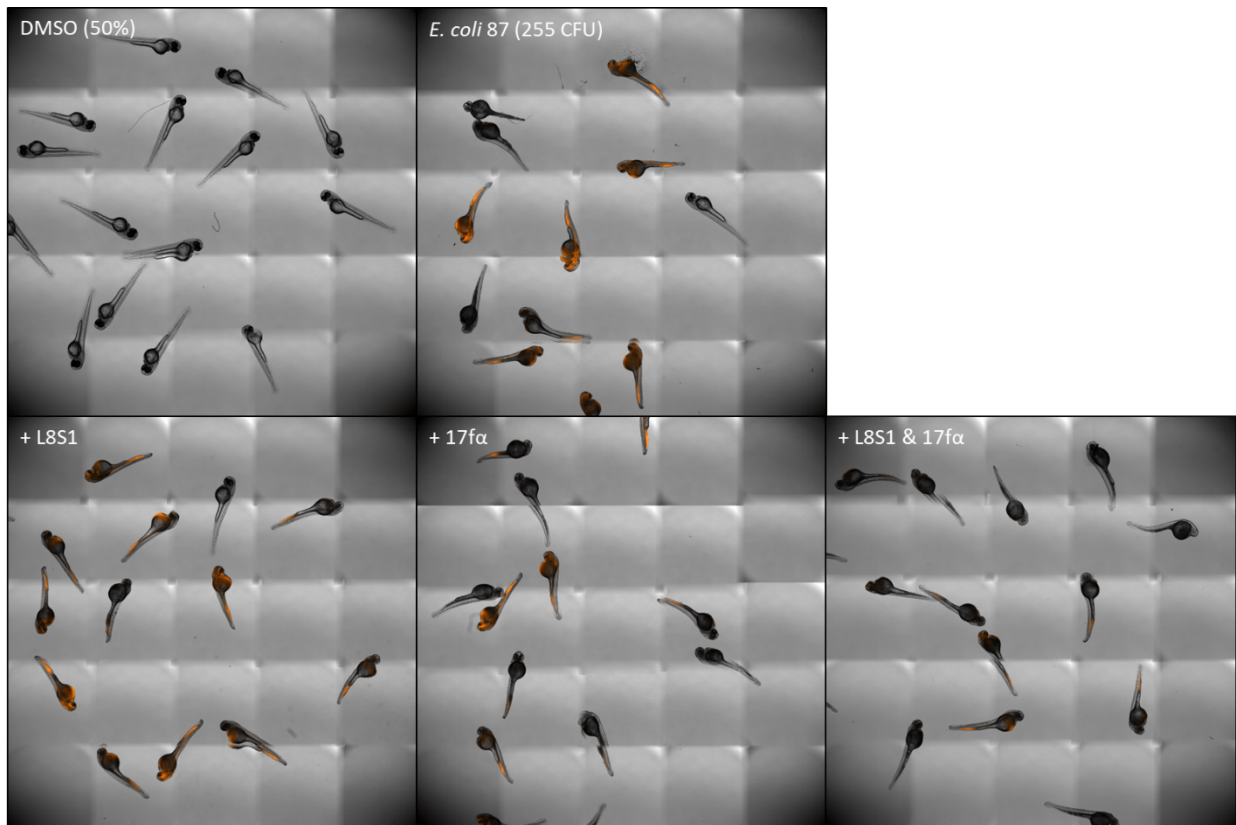 DMSO (50%)
E. coli 87 (255 CFU)
+ L8S1
+ 17fα
+ L8S1 & 17fα